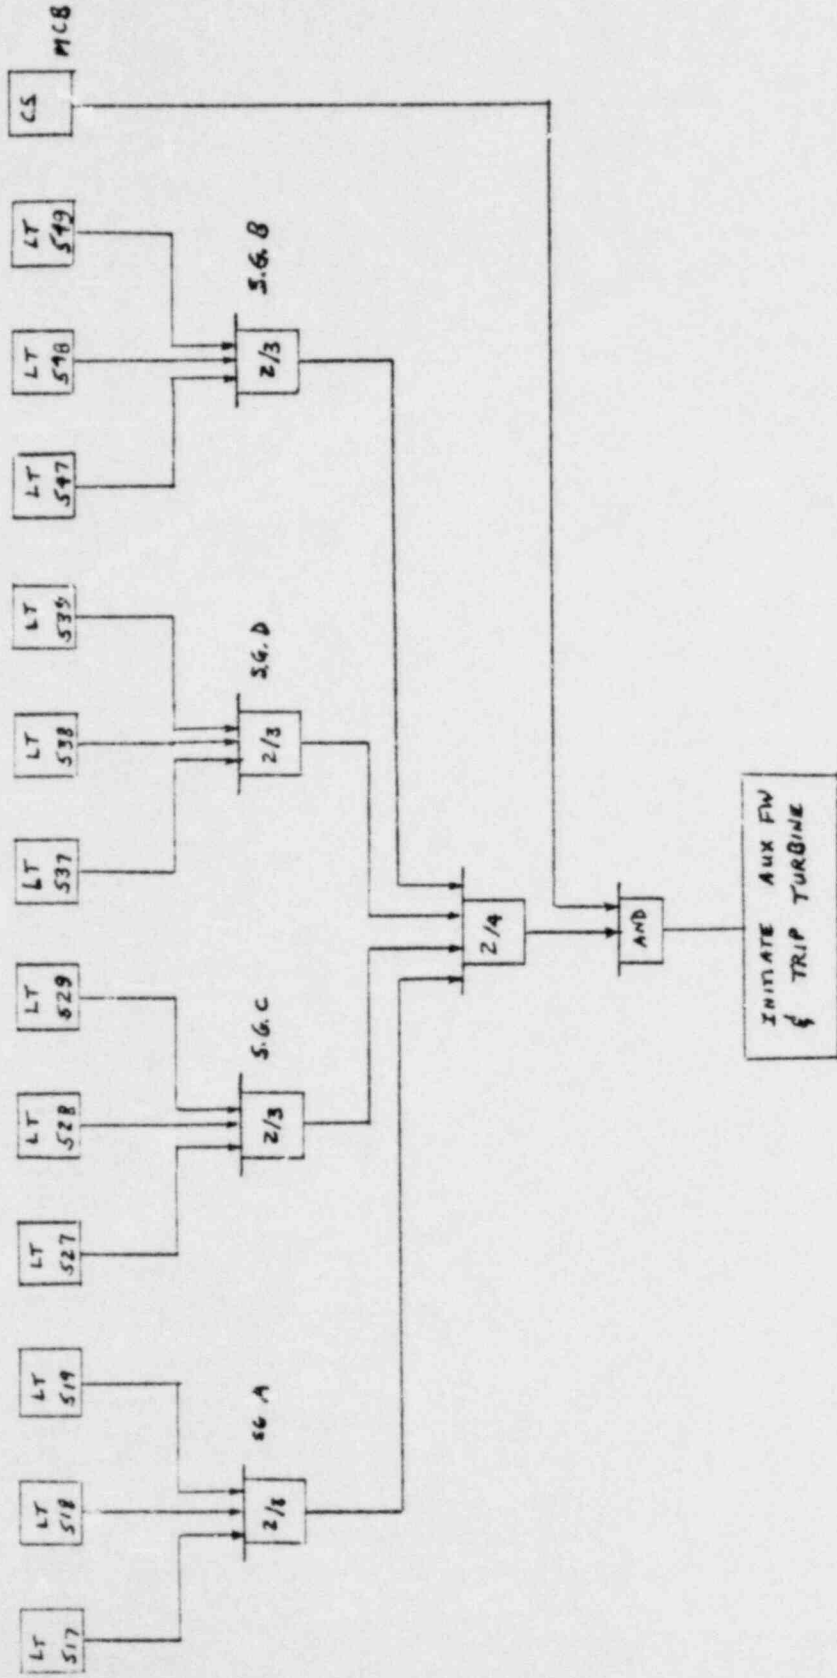 LT
517
LT
518
LT
519
LT
527
LT
528
LT
529
LT
537
LT
538
LT
539
LT
547
LT
548
LT
549
CS
MCB
2/3
SG A
2/3
S.G. C
2/3
S.G. D
2/3
S.G. B
2/4
AND
INITIATE AUX FW
& TRIP TURBINE